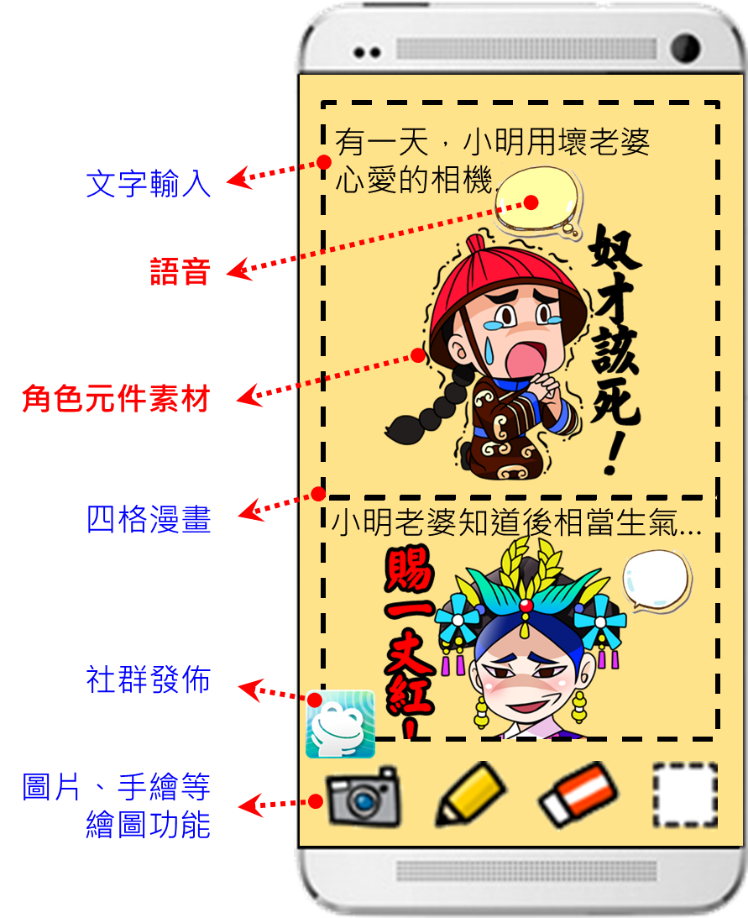 有一天，小明用壞老婆
心愛的相機.
文字輸入
語音
奴才該死！
角色元件素材
四格漫畫
小明老婆知道後相當生氣...
賜一丈紅！
社群發佈
圖片、手繪等
繪圖功能